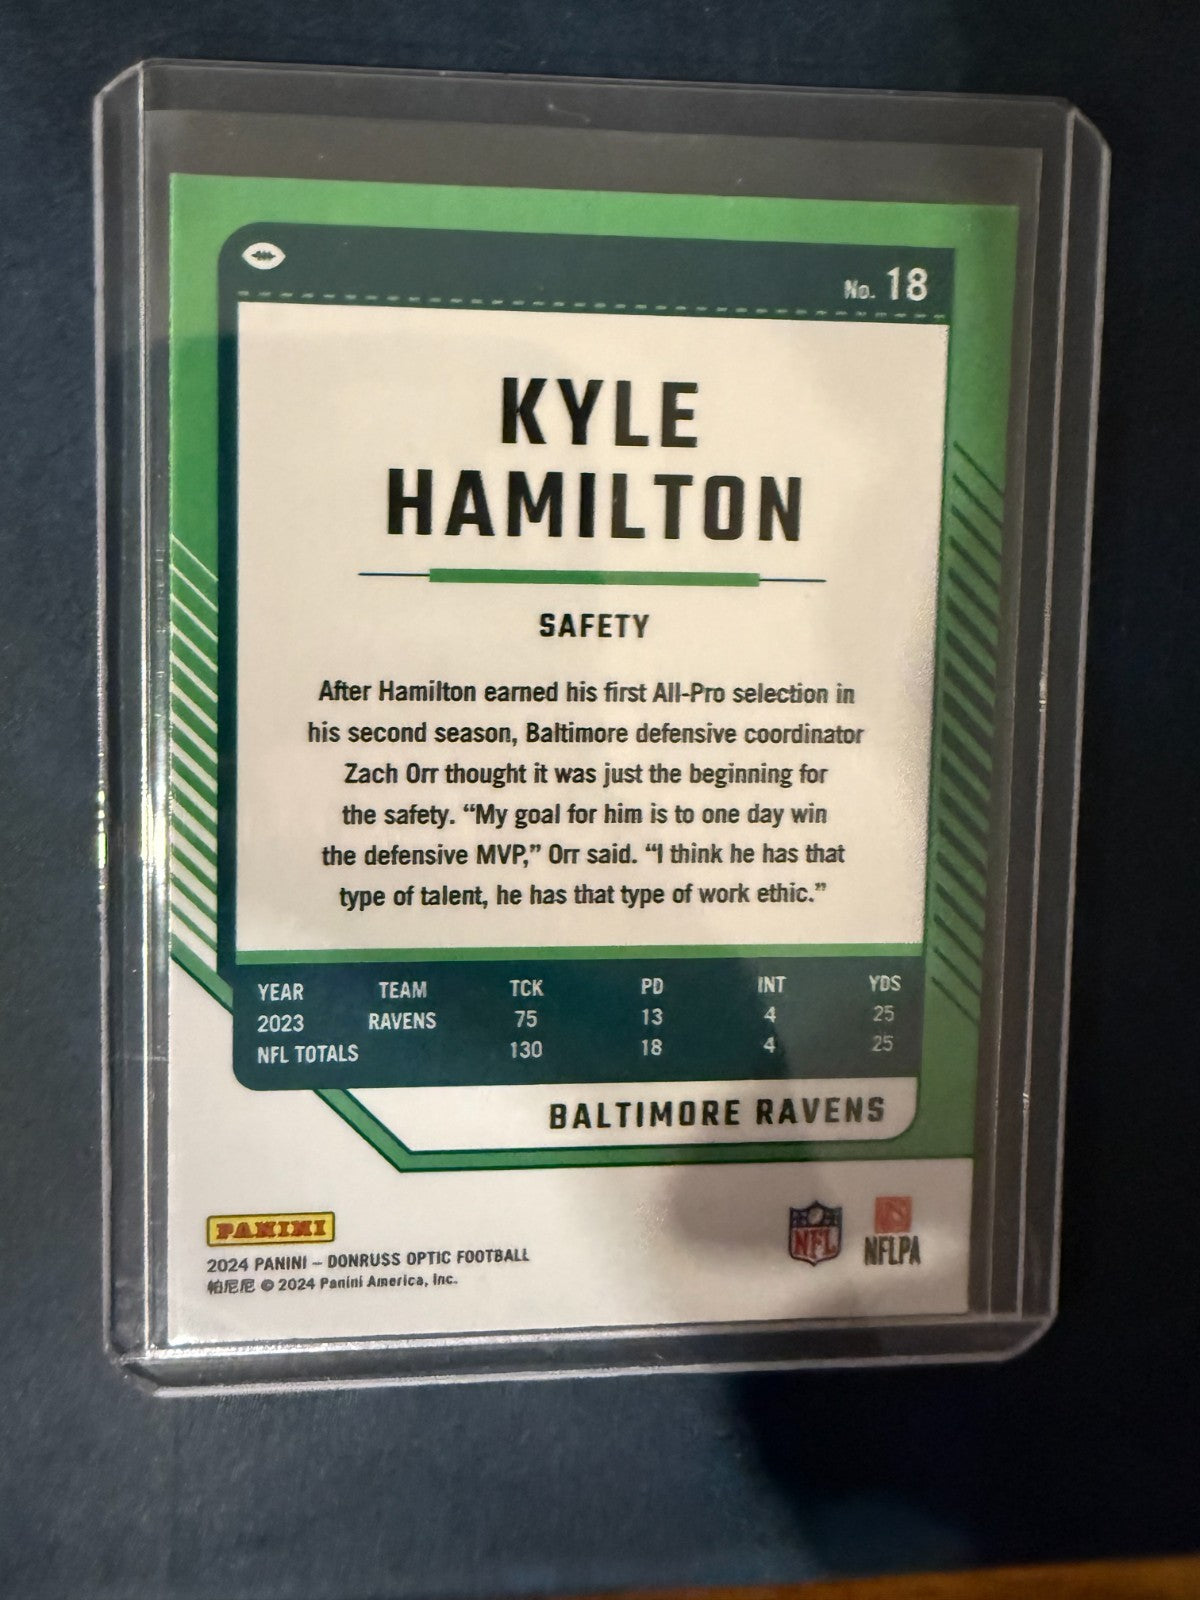 No. 18
KYLE
HAMILTON
SAFETY
After Hamilton earned his first All-Pro selection in
his second season, Baltimore defensive coordinator
Zach Orr thought it was just the beginning for
the safety. “My goal for him is to one day win
the defensive MVP,” Orr said. “I think he has that
type of talent, he has that type of work ethic.”
YEAR TEAM TCK PD INT YDS
2023 RAVENS 75 13 4 25
NFL TOTALS 130 18 4 25
BALTIMORE RAVENS
PANINI
2024 PANINI – DONRUSS OPTIC FOOTBALL
帕尼尼 © 2024 Panini America, Inc.
NFL
NFLPA